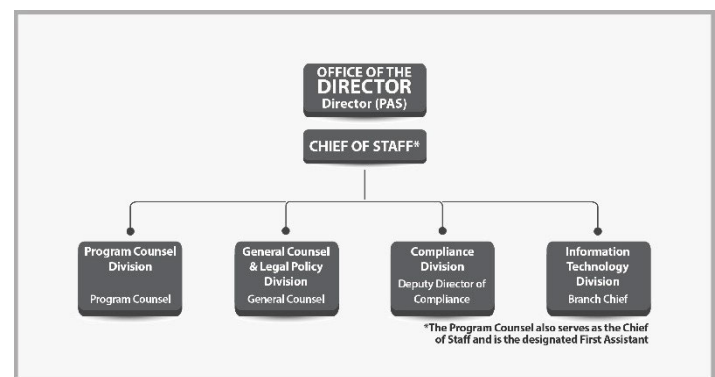 OFFICE OF THE
DIRECTOR
Director (PAS)
CHIEF OF STAFF*
Program Counsel
Division
Program Counsel
General Counsel
& Legal Policy
Division
General Counsel
Compliance
Division
Deputy Director of
Compliance
Information
Technology
Division
Branch Chief
*The Program Counsel also serves as the Chief
of Staff and is the designated First Assistant